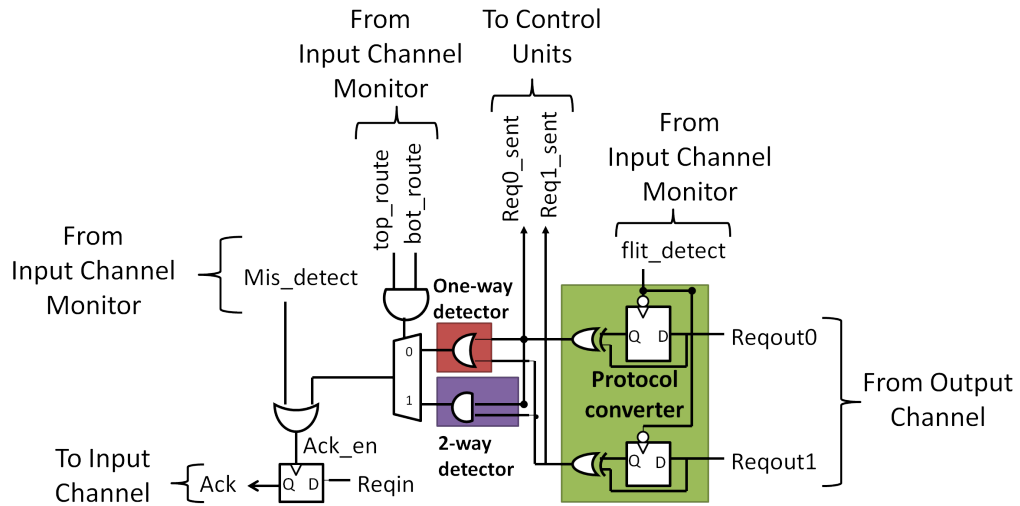 From
Input Channel
Monitor
To Control
Units
From
Input Channel
Monitor
top_route
bot_route
Req0_sent
Req1_sent
flit_detect
From
Input Channel
Monitor
Mis_detect
One-way
detector
0
1
Q
D
Reqout0
Protocol
converter
From Output
Channel
2-way
detector
Q
D
Reqout1
Ack_en
To Input
Channel
Ack
Q
D
Reqin